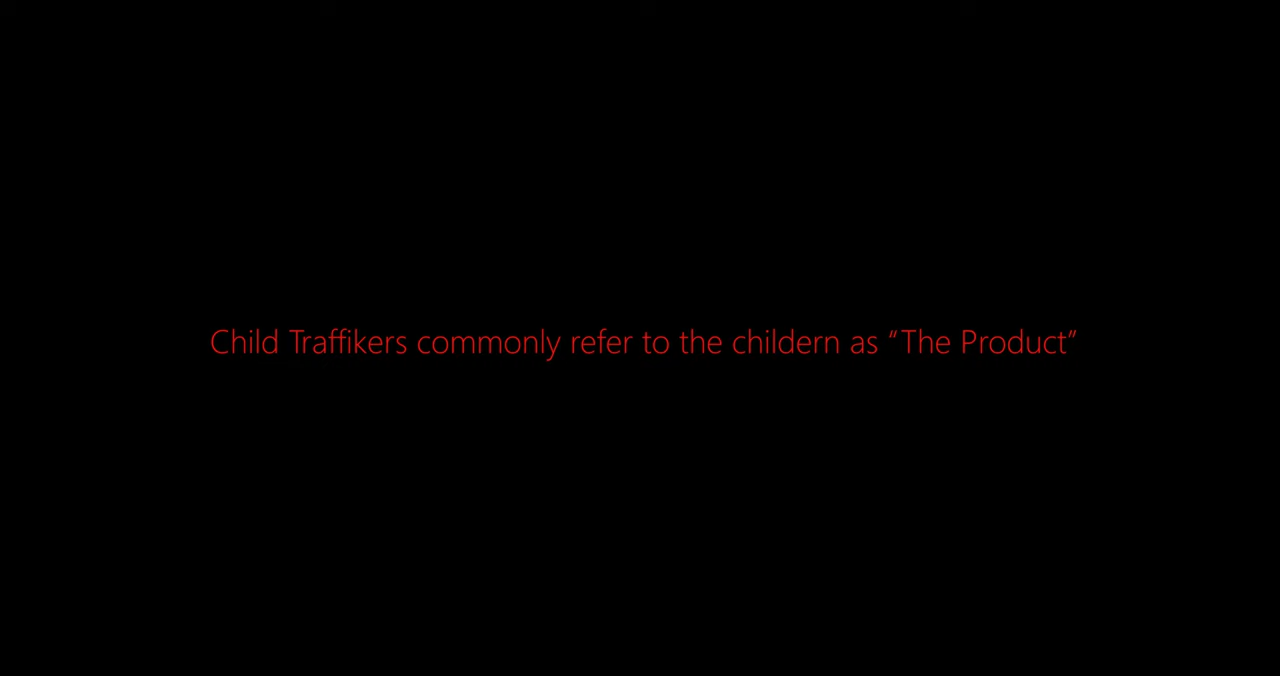 Child Traffikers commonly refer to the childern as “The Product”